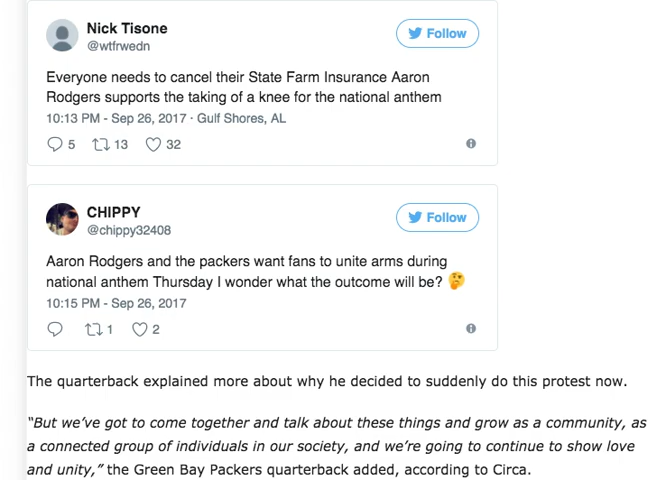 Nick Tisone
@wtfrwedn
Follow
Everyone needs to cancel their State Farm Insurance Aaron
Rodgers supports the taking of a knee for the national anthem
10:13 PM - Sep 26, 2017 · Gulf Shores, AL
5 13 32
CHIPPY
@chippy32408
Follow
Aaron Rodgers and the packers want fans to unite arms during
national anthem Thursday I wonder what the outcome will be? 🤔
10:15 PM - Sep 26, 2017
1 2
The quarterback explained more about why he decided to suddenly do this protest now.
“But we’ve got to come together and talk about these things and grow as a community, as
a connected group of individuals in our society, and we’re going to continue to show love
and unity,” the Green Bay Packers quarterback added, according to Circa.